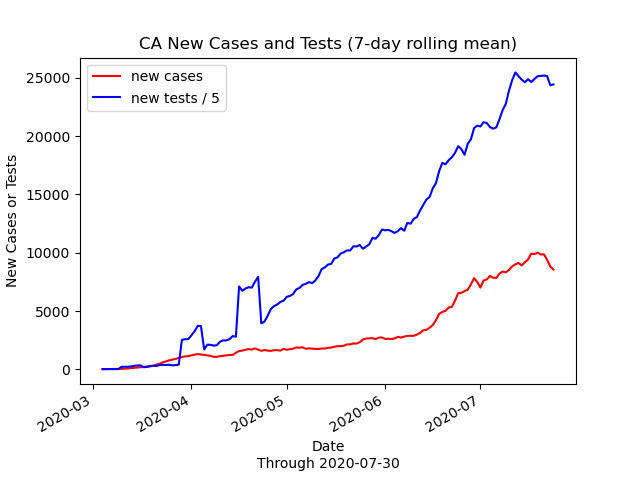 CA New Cases and Tests (7-day rolling mean)
new cases
new tests / 5
25000
20000
15000
10000
5000
0
New Cases or Tests
2020-03
2020-04
2020-05
2020-06
2020-07
Date
Through 2020-07-30